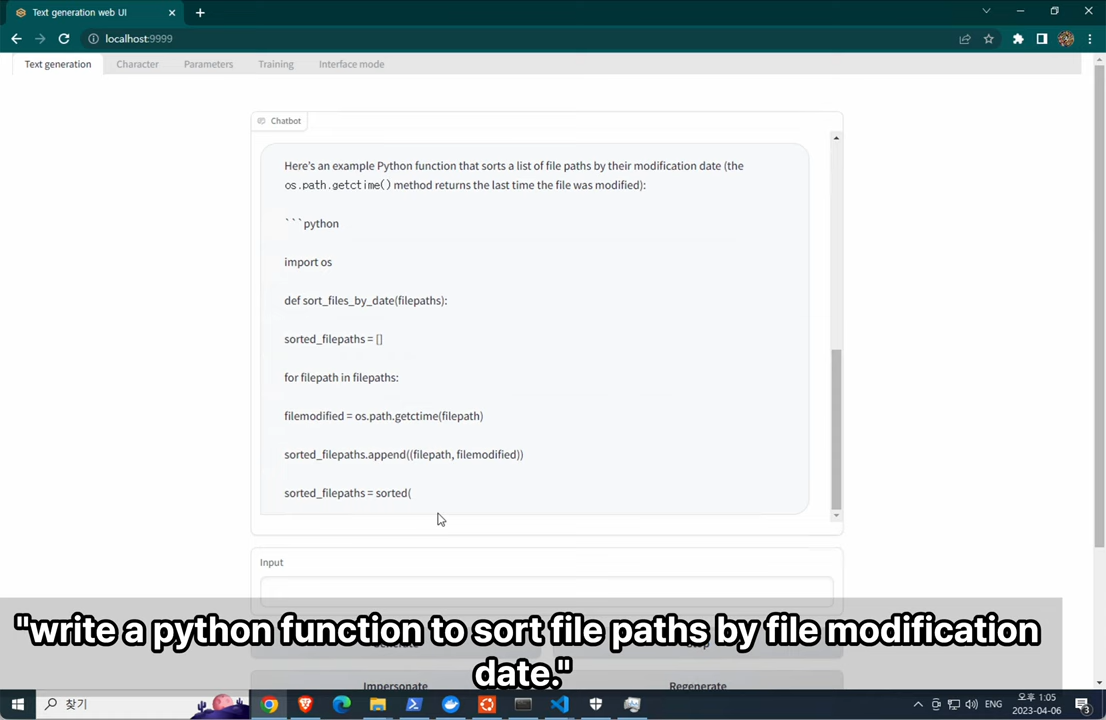 Text generation web UI
localhost:9999
Text generation
Character
Parameters
Training
Interface mode
Chatbot
Here's an example Python function that sorts a list of file paths by their modification date (the
os.path.getctime() method returns the last time the file was modified):
```python
import os
def sort_files_by_date(filepaths):
sorted_filepaths = []
for filepath in filepaths:
filemodified = os.path.getctime(filepath)
sorted_filepaths.append((filepath, filemodified))
sorted_filepaths = sorted(
Input
"write a python function to sort file paths by file modification
date."
Impersonate
Regenerate
찾기
ENG
오후 1:05
2023-04-06
3